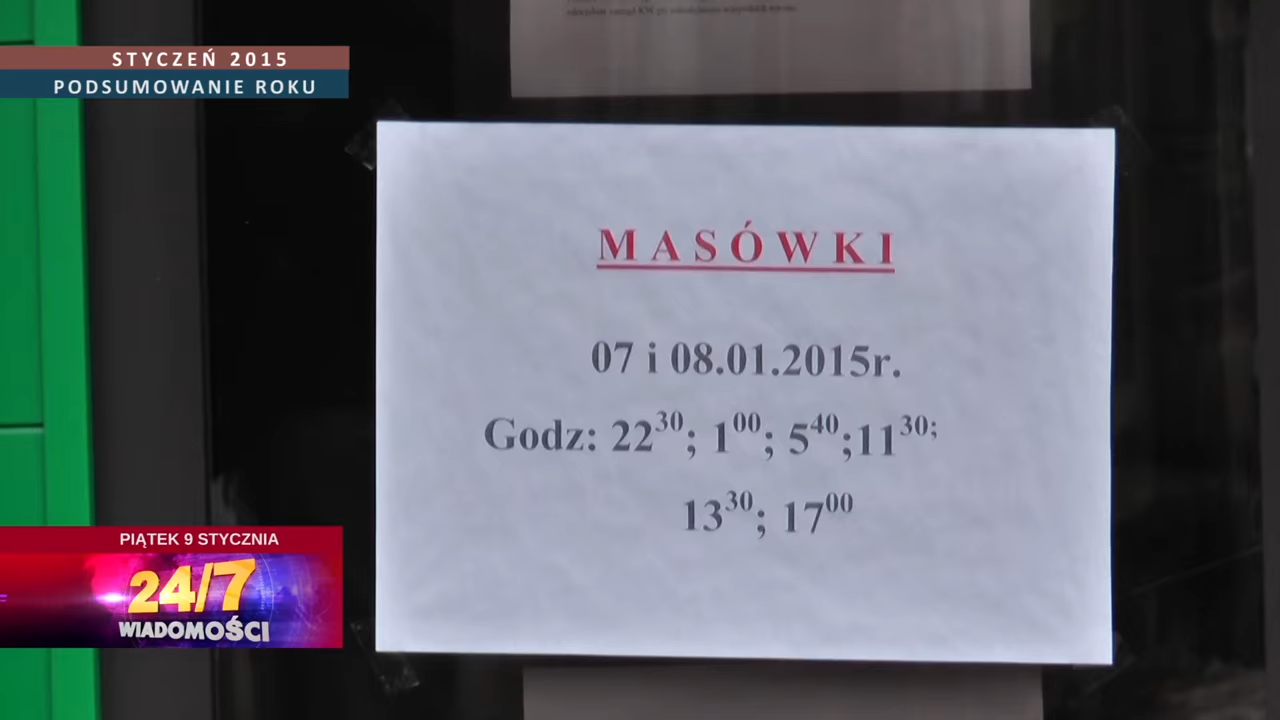 STYCZEŃ 2015
PODSUMOWANIE ROKU
MASÓWKI
07 i 08.01.2015r.
Godz: 22³⁰; 1⁰⁰; 5⁴⁰;11³⁰;
13³⁰; 17⁰⁰
PIĄTEK 9 STYCZNIA
24/7
WIADOMOŚCI